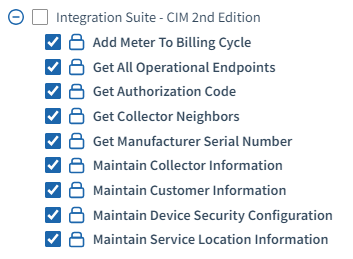 Integration Suite - CIM 2nd Edition
Add Meter To Billing Cycle
Get All Operational Endpoints
Get Authorization Code
Get Collector Neighbors
Get Manufacturer Serial Number
Maintain Collector Information
Maintain Customer Information
Maintain Device Security Configuration
Maintain Service Location Information